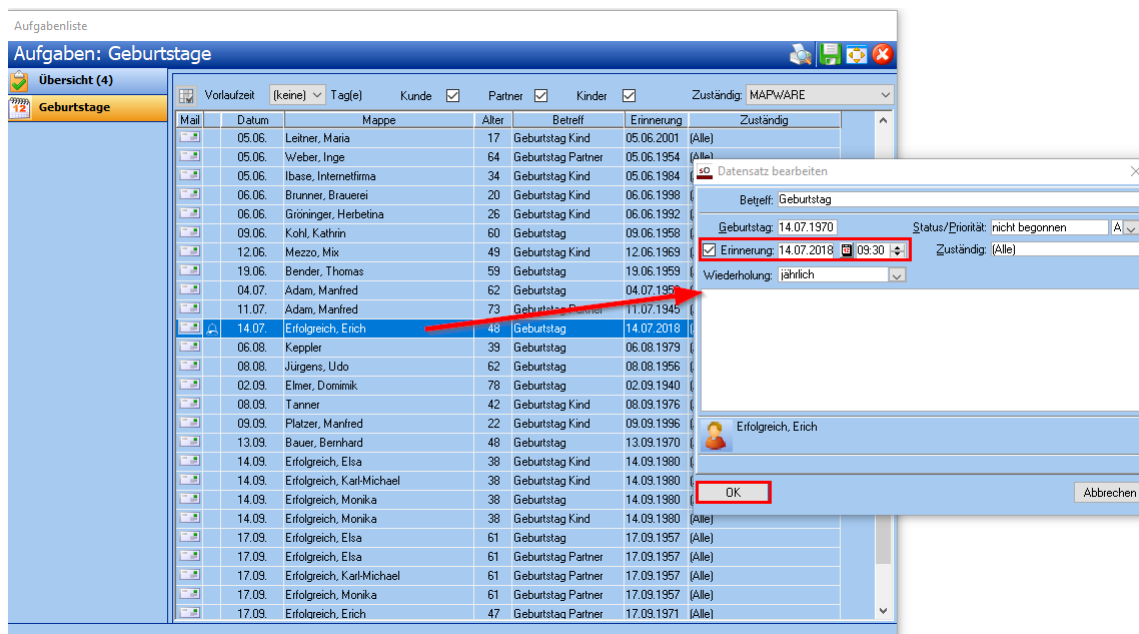 Aufgabenliste
Aufgaben: Geburtstage
Übersicht (4)
Geburtstage
Vorlaufzeit (keine) Tag(e) Kunde Partner Kinder Zuständig: MAPWARE
Mail Datum Mappe Alter Betreff Erinnerung Zuständig
05.06. Leitner, Maria 17 Geburtstag Kind 05.06.2001 (Alle)
05.06. Weber, Inge 64 Geburtstag Partner 05.06.1954 (Alle)
05.06. Ibase, Internetfirma 34 Geburtstag Kind 05.06.1984
06.06. Brunner, Brauerei 20 Geburtstag Kind 06.06.1998
06.06. Gröninger, Herbetina 26 Geburtstag Kind 06.06.1992
09.06. Kohl, Kathrin 60 Geburtstag 09.06.1958
12.06. Mezzo, Mix 49 Geburtstag Kind 12.06.1969
19.06. Bender, Thomas 59 Geburtstag 19.06.1959
04.07. Adam, Manfred 62 Geburtstag
11.07. Adam, Manfred 73 Geburtstag Partner 11.07.1945
14.07. Erfolgreich, Erich 48 Geburtstag 14.07.2018
06.08. Keppler 39 Geburtstag 06.08.1979
08.08. Jürgens, Udo 62 Geburtstag 08.08.1956
02.09. Elmer, Domimik 78 Geburtstag 02.09.1940
08.09. Tanner 42 Geburtstag Kind 08.09.1976
09.09. Platzer, Manfred 22 Geburtstag Kind 09.09.1996
13.09. Bauer, Bernhard 48 Geburtstag 13.09.1970
14.09. Erfolgreich, Elsa 38 Geburtstag Kind 14.09.1980
14.09. Erfolgreich, Karl-Michael 38 Geburtstag Kind 14.09.1980
14.09. Erfolgreich, Monika 38 Geburtstag 14.09.1980
14.09. Erfolgreich, Monika 38 Geburtstag Kind 14.09.1980 (Alle)
17.09. Erfolgreich, Elsa 61 Geburtstag 17.09.1957 (Alle)
17.09. Erfolgreich, Elsa 61 Geburtstag Partner 17.09.1957 (Alle)
17.09. Erfolgreich, Karl-Michael 61 Geburtstag Partner 17.09.1957 (Alle)
17.09. Erfolgreich, Monika 61 Geburtstag Partner 17.09.1957 (Alle)
17.09. Erfolgreich, Erich 47 Geburtstag Partner 17.09.1971 (Alle)
sO Datensatz bearbeiten
Betreff: Geburtstag
Geburtstag: 14.07.1970 Status/Priorität: nicht begonnen A
Erinnerung: 14.07.2018 09:30 Zuständig: (Alle)
Wiederholung: jährlich
Erfolgreich, Erich
OK Abbrechen